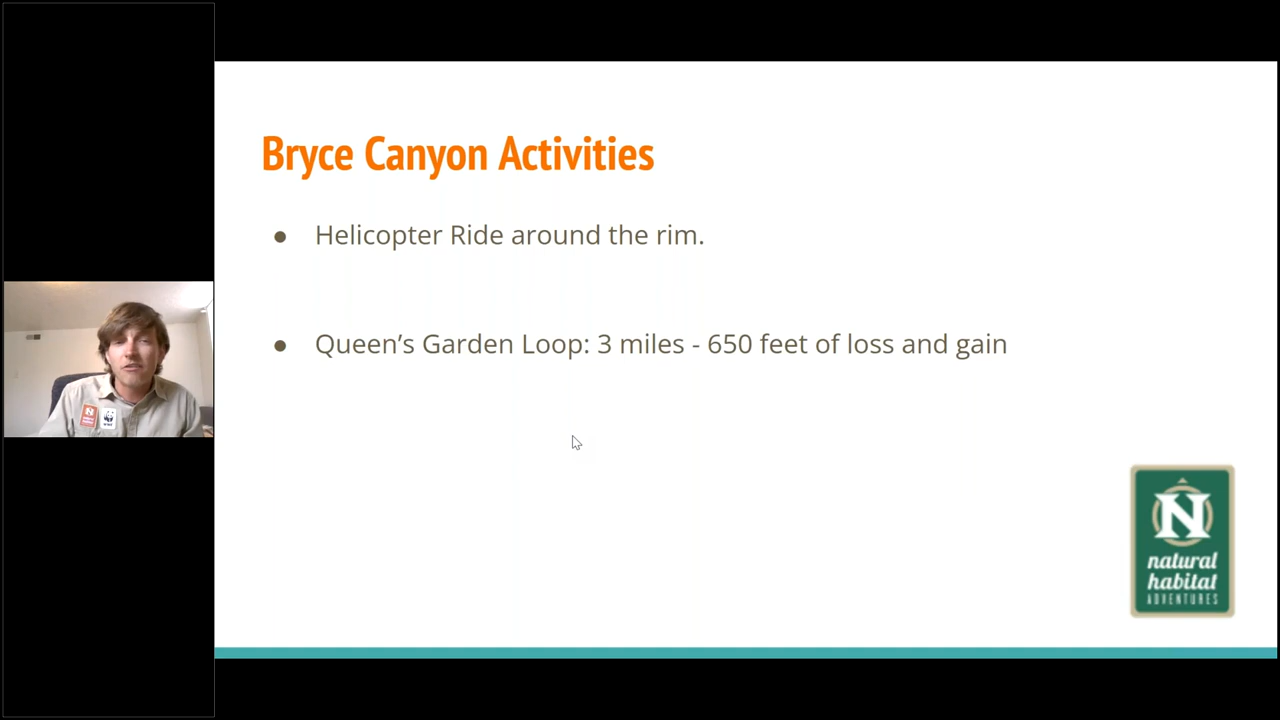 Bryce Canyon Activities
● Helicopter Ride around the rim.
● Queen’s Garden Loop: 3 miles - 650 feet of loss and gain
N
natural
habitat
ADVENTURES